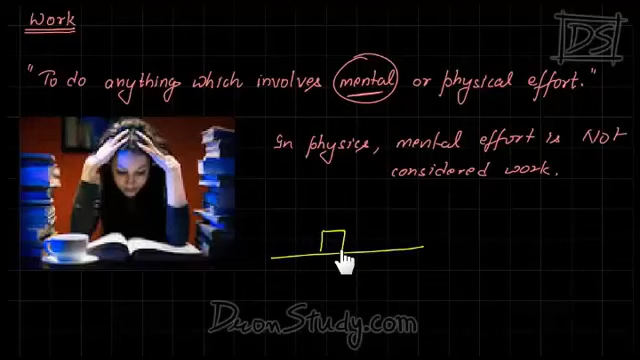 Work
DS
"To do anything which involves mental or physical effort."
In physics, mental effort is NOT
considered work.
DronStudy.com